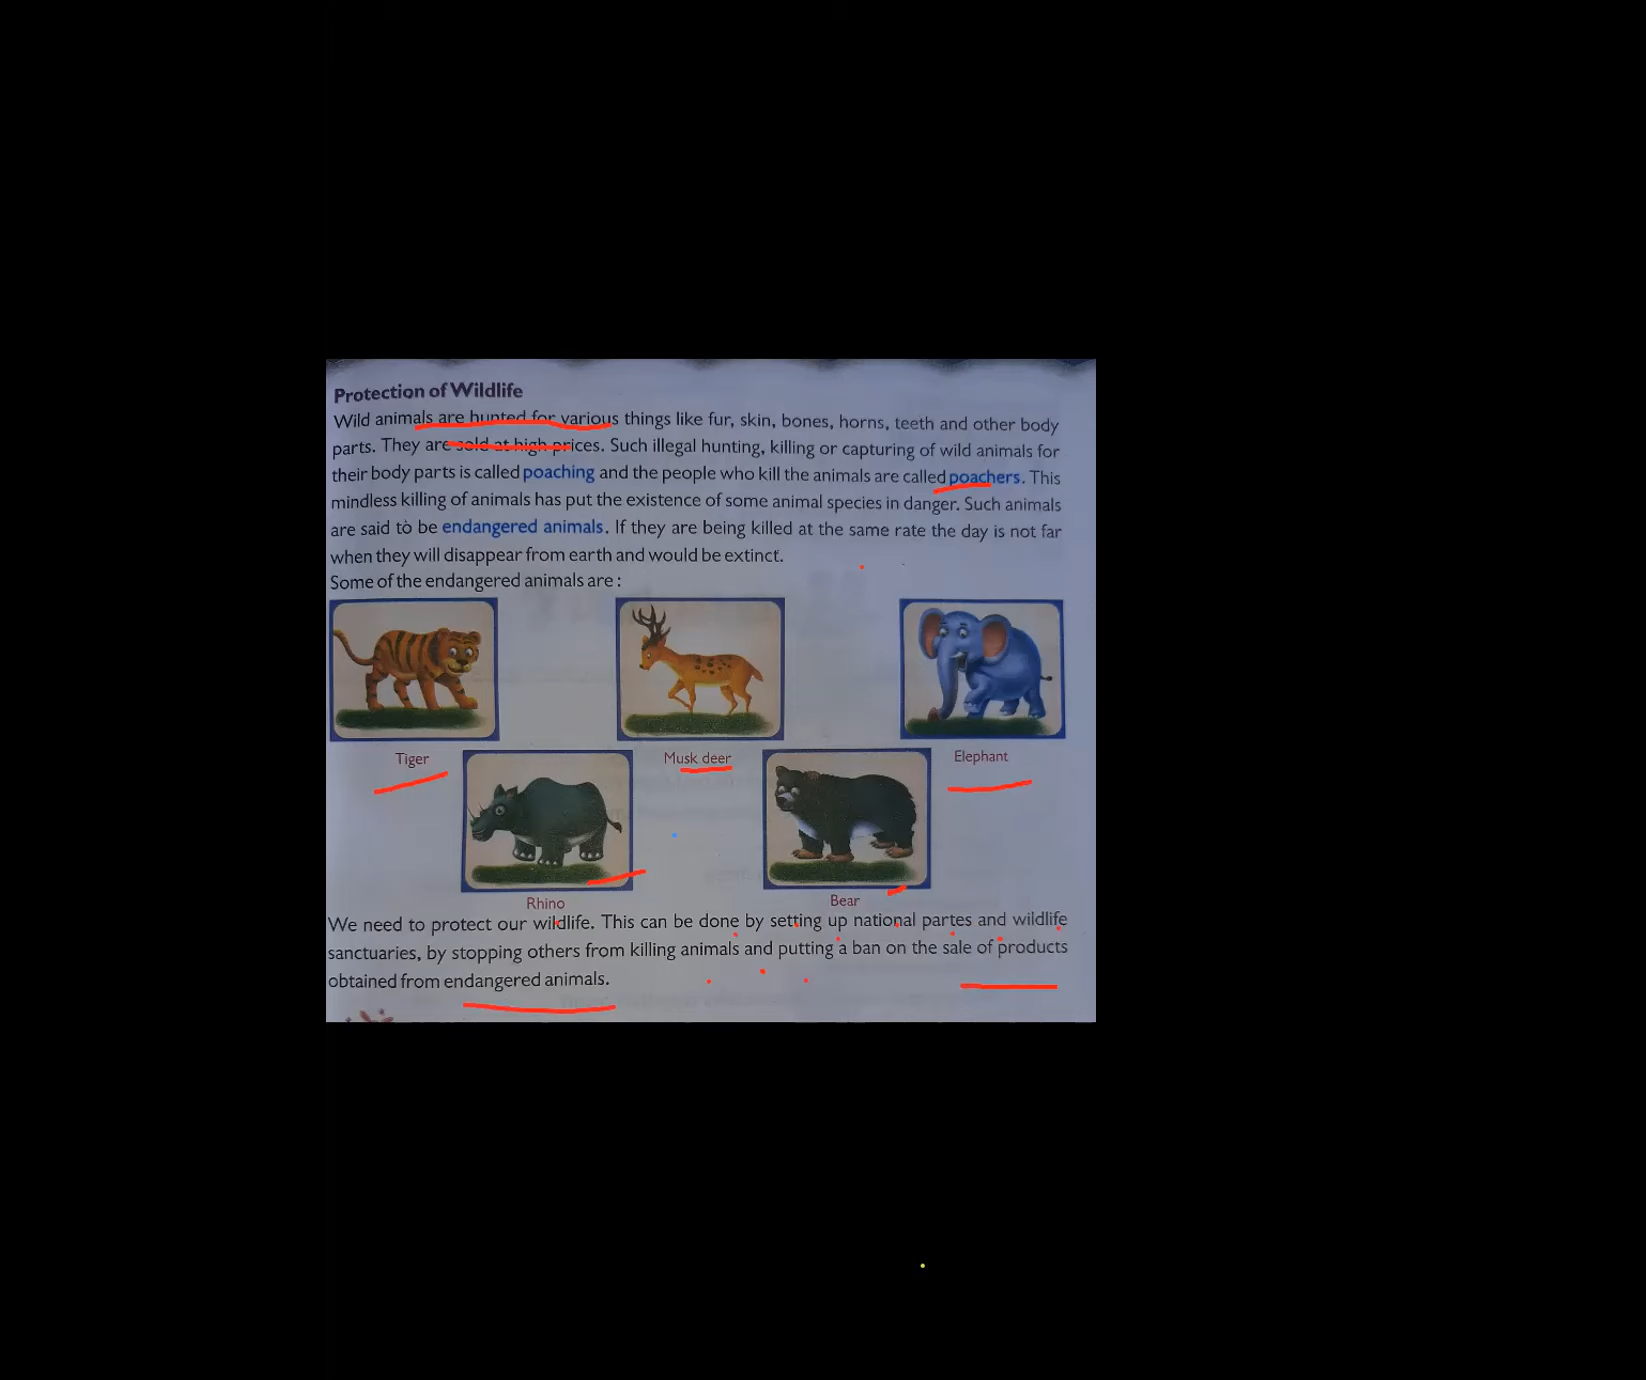 Protection of Wildlife
Wild animals are hunted for various things like fur, skin, bones, horns, teeth and other body
parts. They are sold at high prices. Such illegal hunting, killing or capturing of wild animals for
their body parts is called poaching and the people who kill the animals are called poachers. This
mindless killing of animals has put the existence of some animal species in danger. Such animals
are said to be endangered animals. If they are being killed at the same rate the day is not far
when they will disappear from earth and would be extinct.
Some of the endangered animals are :
Tiger
Musk deer
Elephant
Rhino
Bear
We need to protect our wildlife. This can be done by setting up national partes and wildlife
sanctuaries, by stopping others from killing animals and putting a ban on the sale of products
obtained from endangered animals.